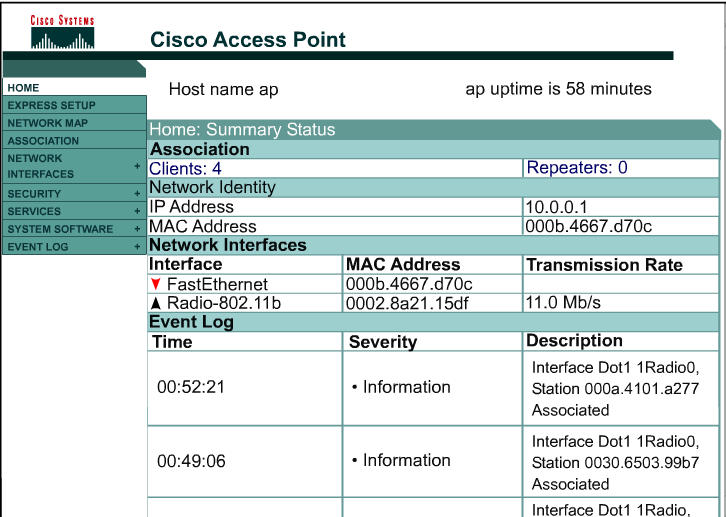 Cisco Systems
Cisco Access Point
HOME
EXPRESS SETUP
NETWORK MAP
ASSOCIATION
NETWORK
INTERFACES +
SECURITY +
SERVICES +
SYSTEM SOFTWARE +
EVENT LOG +
Host name ap ap uptime is 58 minutes
Home: Summary Status
Association
Clients: 4 Repeaters: 0
Network Identity
IP Address 10.0.0.1
MAC Address 000b.4667.d70c
Network Interfaces
Interface MAC Address Transmission Rate
FastEthernet 000b.4667.d70c
Radio-802.11b 0002.8a21.15df 11.0 Mb/s
Event Log
Time Severity Description
00:52:21 • Information Interface Dot1 1Radio0,
Station 000a.4101.a277
Associated
00:49:06 • Information Interface Dot1 1Radio0,
Station 0030.6503.99b7
Associated
Interface Dot1 1Radio,